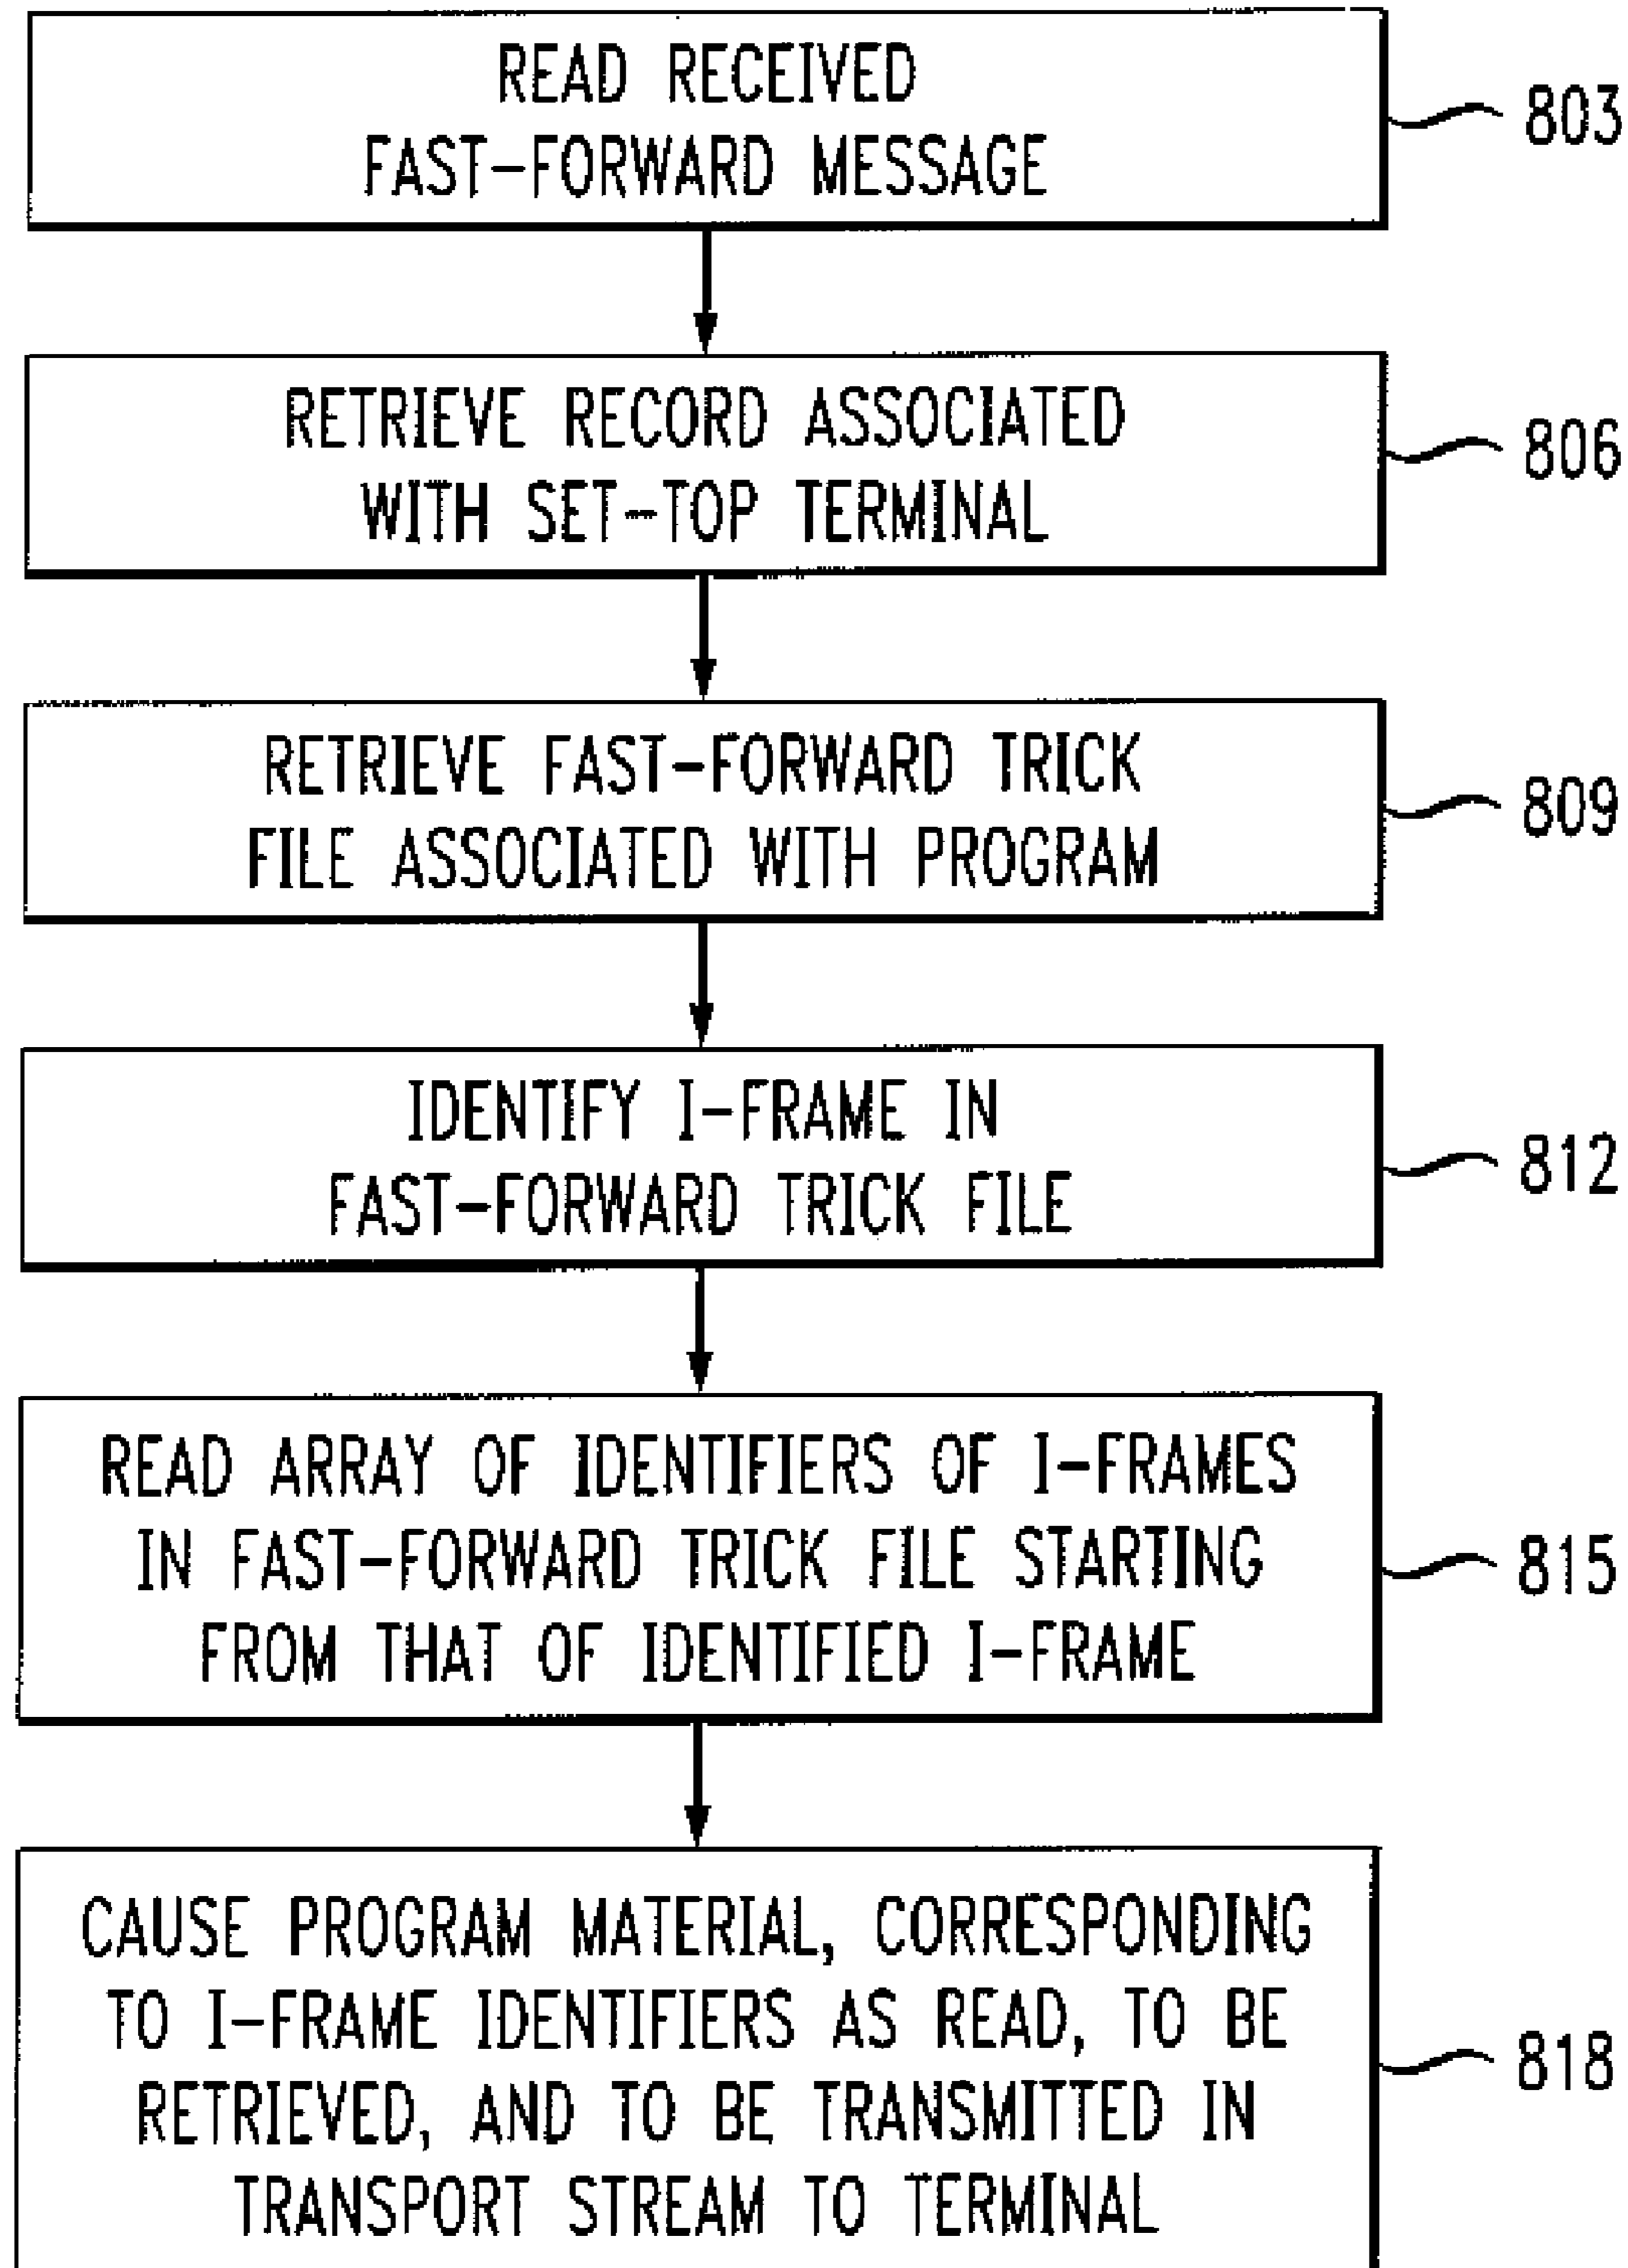 READ RECEIVED
FAST-FORWARD MESSAGE
803
RETRIEVE RECORD ASSOCIATED
WITH SET-TOP TERMINAL
806
RETRIEVE FAST-FORWARD TRICK
FILE ASSOCIATED WITH PROGRAM
809
IDENTIFY I-FRAME IN
FAST-FORWARD TRICK FILE
812
READ ARRAY OF IDENTIFIERS OF I-FRAMES
IN FAST-FORWARD TRICK FILE STARTING
FROM THAT OF IDENTIFIED I-FRAME
815
CAUSE PROGRAM MATERIAL, CORRESPONDING
TO I-FRAME IDENTIFIERS AS READ, TO BE
RETRIEVED, AND TO BE TRANSMITTED IN
TRANSPORT STREAM TO TERMINAL
818